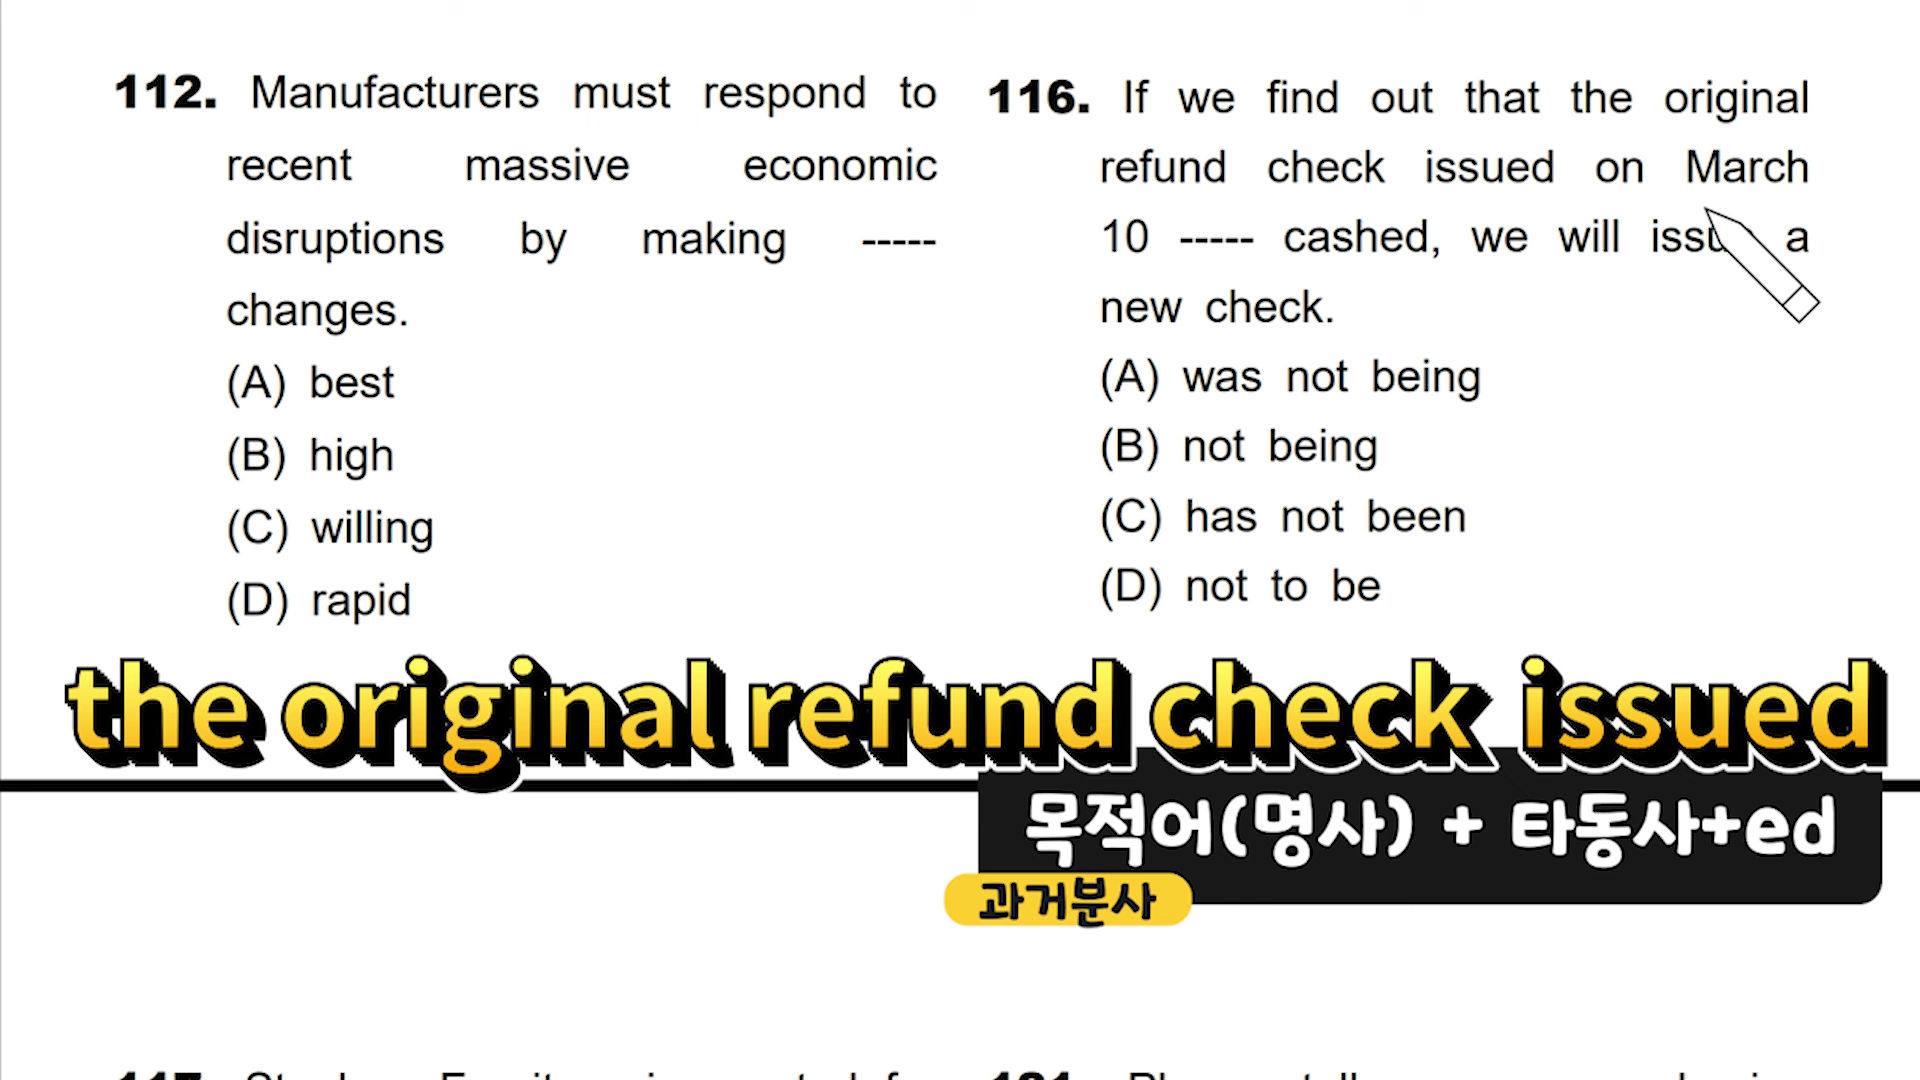 112. Manufacturers must respond to
recent massive economic
disruptions by making -----
changes.
(A) best
(B) high
(C) willing
(D) rapid
116. If we find out that the original
refund check issued on March
10 ----- cashed, we will issue a
new check.
(A) was not being
(B) not being
(C) has not been
(D) not to be
the original refund check issued
목적어(명사) + 타동사+ed
과거분사